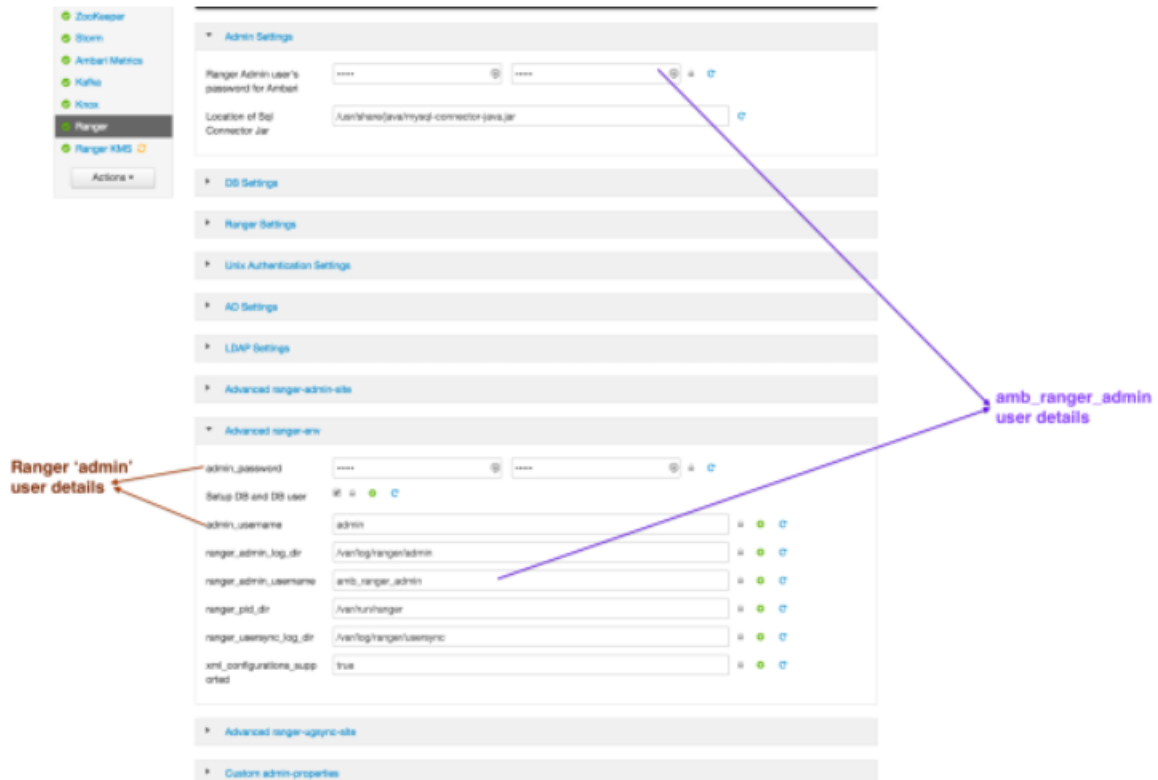 ZooKeeper
Storm
Ambari Metrics
Kafka
Knox
Ranger
Ranger KMS
Actions
Admin Settings
Ranger Admin user's
password for Ambari
Location of Sql
Connector Jar
/usr/share/java/mysql-connector-java.jar
DB Settings
Ranger Settings
Unix Authentication Settings
AD Settings
LDAP Settings
Advanced ranger-admin-site
Advanced ranger-env
admin_password
Setup DB and DB user
admin_username
admin
ranger_admin_log_dir
/var/log/ranger/admin
ranger_admin_username
amb_ranger_admin
ranger_pid_dir
/var/run/ranger
ranger_usersync_log_dir
/var/log/ranger/usersync
xml_configurations_supp
orted
true
Advanced ranger-ugsync-site
Custom admin-properties
Ranger 'admin'
user details
amb_ranger_admin
user details